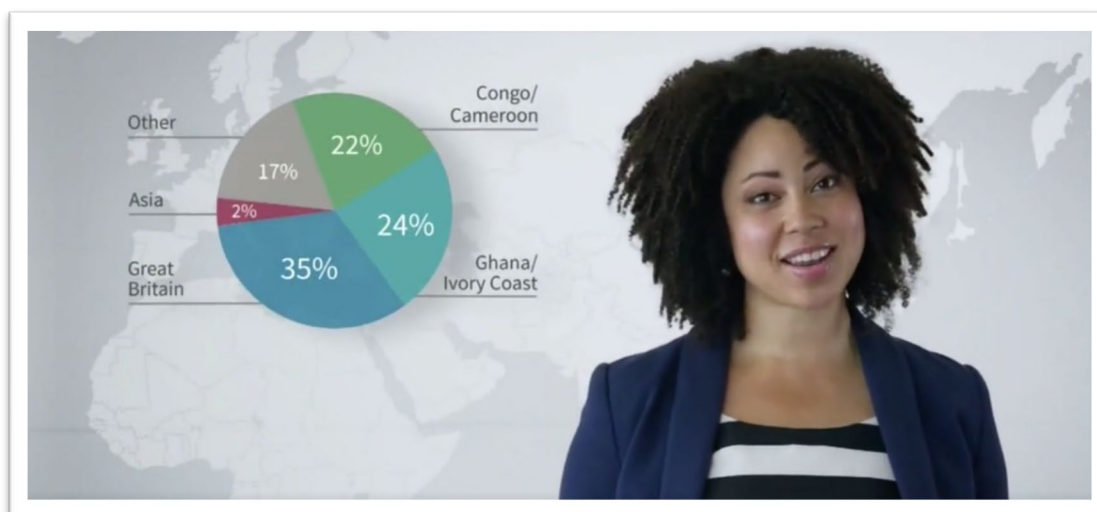 Other
17%
Asia
2%
Great
Britain
35%
22%
Congo/
Cameroon
24%
Ghana/
Ivory Coast